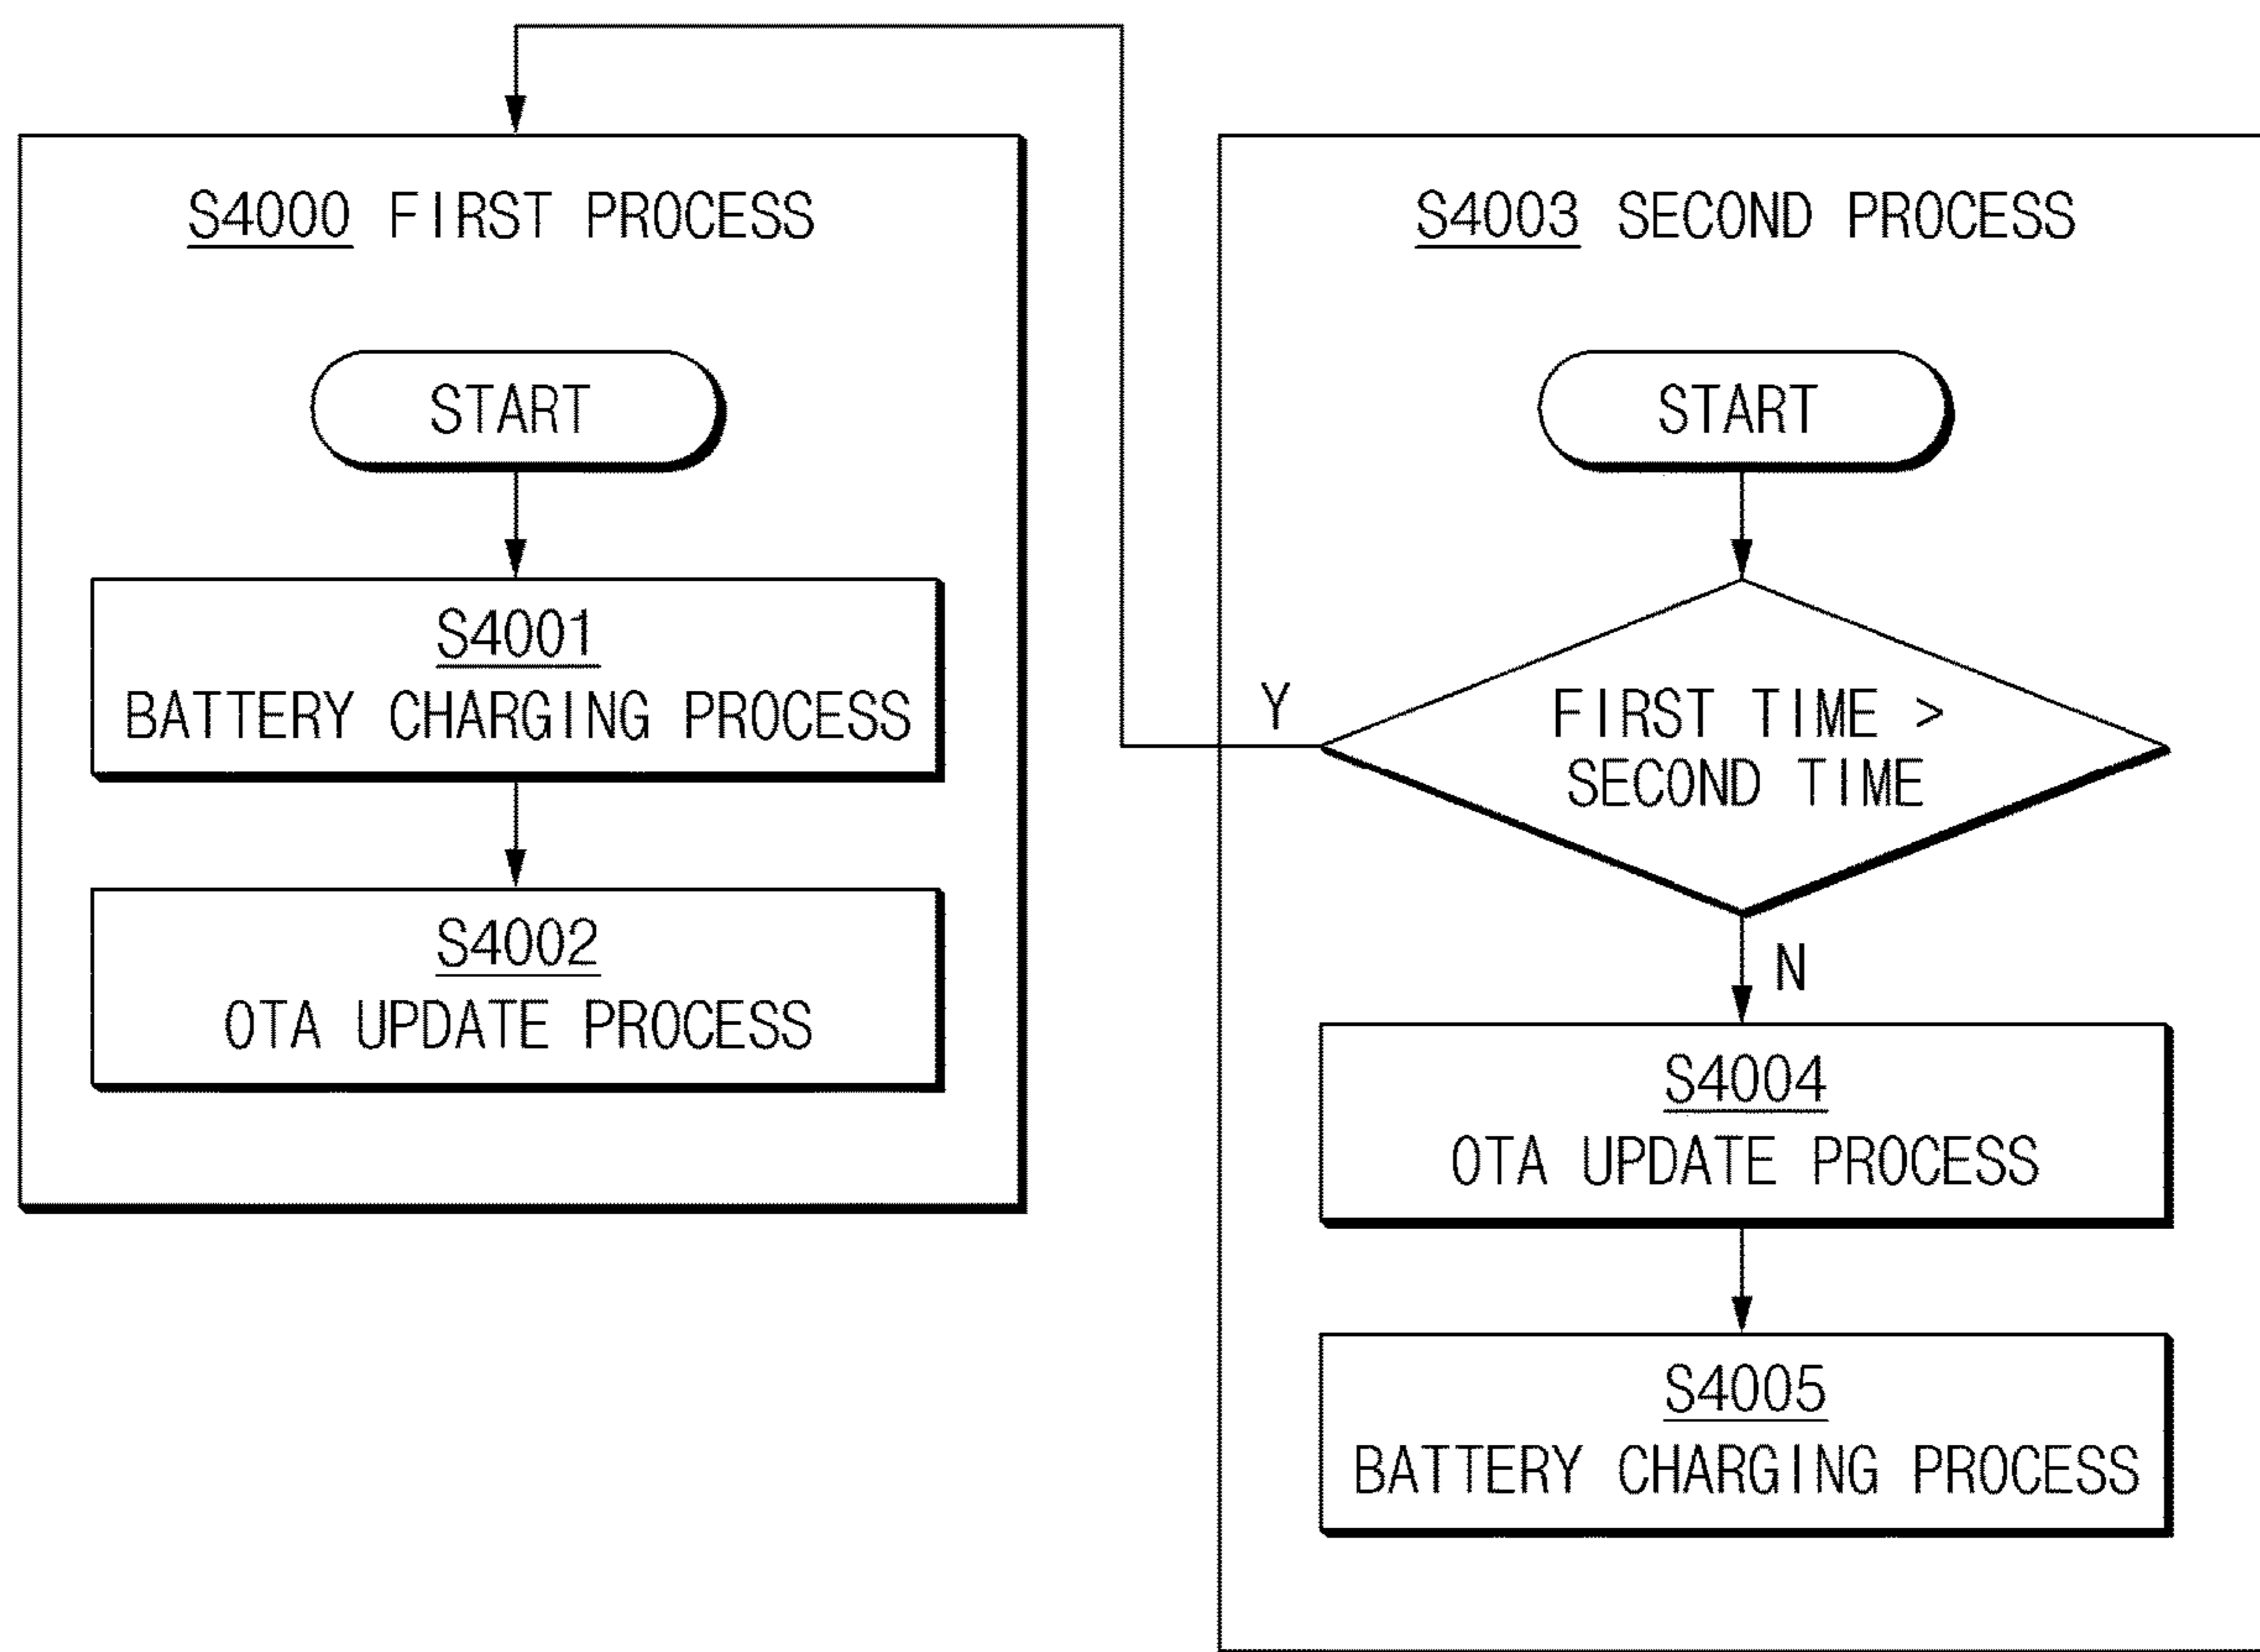 S4000 FIRST PROCESS
START
S4001
BATTERY CHARGING PROCESS
S4002
OTA UPDATE PROCESS
S4003 SECOND PROCESS
START
FIRST TIME >
SECOND TIME
Y
N
S4004
OTA UPDATE PROCESS
S4005
BATTERY CHARGING PROCESS